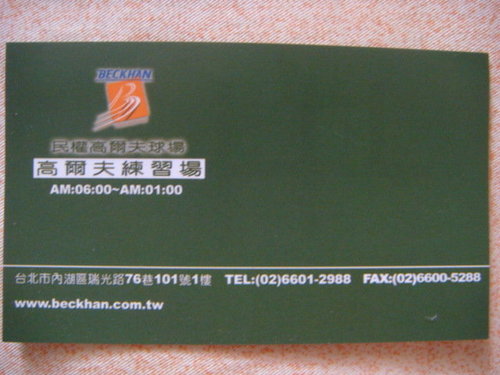 BECKHAN
B
民權高爾夫球場
高爾夫練習場
AM:06:00~AM:01:00
台北市內湖區瑞光路76巷101號1樓 TEL:(02)6601-2988 FAX:(02)6600-5288
www.beckhan.com.tw